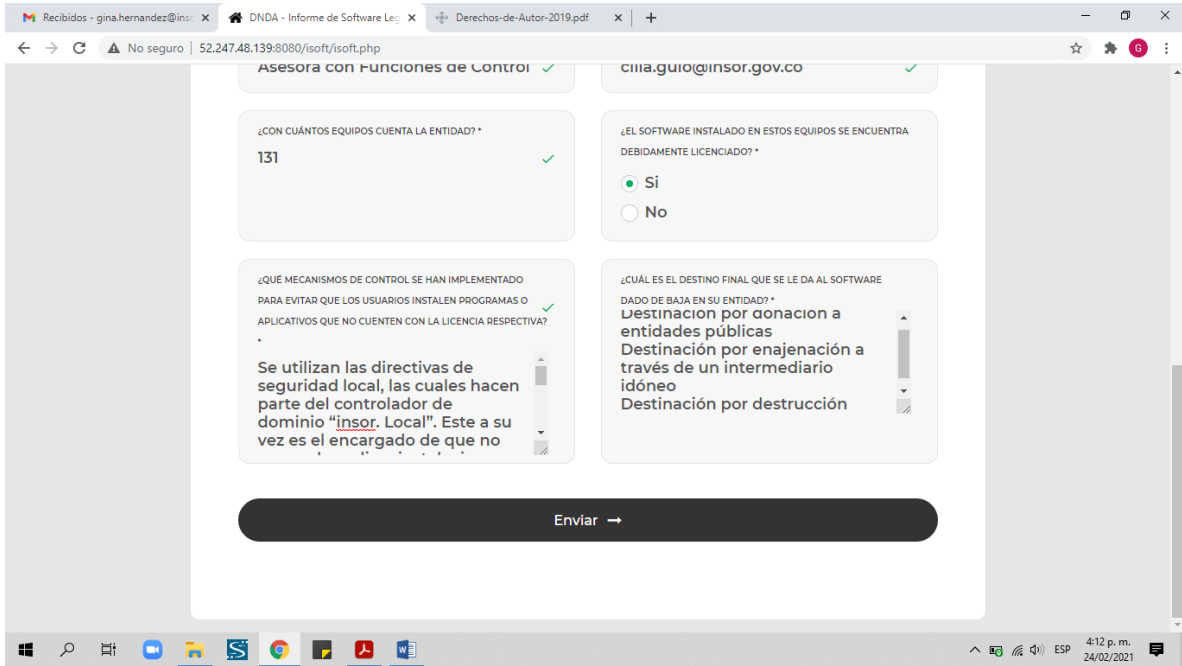 Recibidos - gina.hernandez@insc
DNDA - Informe de Software Leg
Derechos-de-Autor-2019.pdf
No seguro
52.247.48.139:8080/isoft/isoft.php
G
Asesora con Funciones de Control
cilia.guio@insor.gov.co
¿CON CUÁNTOS EQUIPOS CUENTA LA ENTIDAD? *
131
¿EL SOFTWARE INSTALADO EN ESTOS EQUIPOS SE ENCUENTRA
DEBIDAMENTE LICENCIADO? *
Si
No
¿QUÉ MECANISMOS DE CONTROL SE HAN IMPLEMENTADO
PARA EVITAR QUE LOS USUARIOS INSTALEN PROGRAMAS O
APLICATIVOS QUE NO CUENTEN CON LA LICENCIA RESPECTIVA?
*
Se utilizan las directivas de
seguridad local, las cuales hacen
parte del controlador de
dominio “insor. Local”. Este a su
vez es el encargado de que no
¿CUÁL ES EL DESTINO FINAL QUE SE LE DA AL SOFTWARE
DADO DE BAJA EN SU ENTIDAD? *
Destinación por donación a
entidades públicas
Destinación por enajenación a
través de un intermediario
idóneo
Destinación por destrucción
Enviar →
ESP
4:12 p. m.
24/02/2021